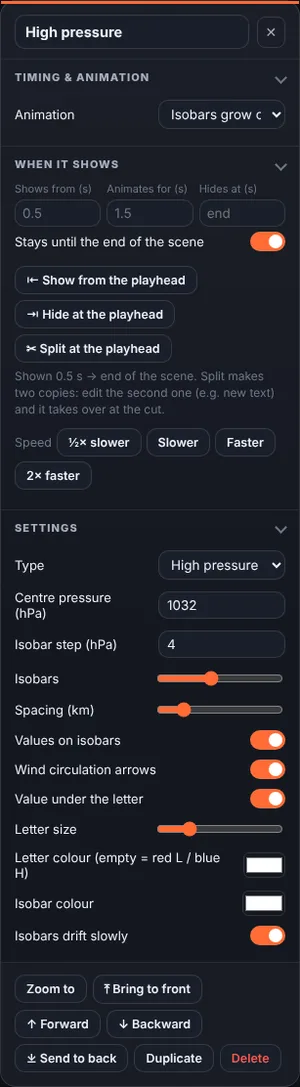 High pressure
✕
TIMING & ANIMATION
Animation
Isobars grow c
WHEN IT SHOWS
Shows from (s) Animates for (s) Hides at (s)
0.5 1.5 end
Stays until the end of the scene
⇤ Show from the playhead
⇥ Hide at the playhead
✂ Split at the playhead
Shown 0.5 s → end of the scene. Split makes
two copies: edit the second one (e.g. new text)
and it takes over at the cut.
Speed ½× slower Slower Faster
2× faster
SETTINGS
Type High pressure
Centre pressure
(hPa)
1032
Isobar step (hPa) 4
Isobars
Spacing (km)
Values on isobars
Wind circulation arrows
Value under the letter
Letter size
Letter colour (empty = red L / blue
H)
Isobar colour
Isobars drift slowly
Zoom to ⤒ Bring to front
↑ Forward ↓ Backward
⤓ Send to back Duplicate Delete